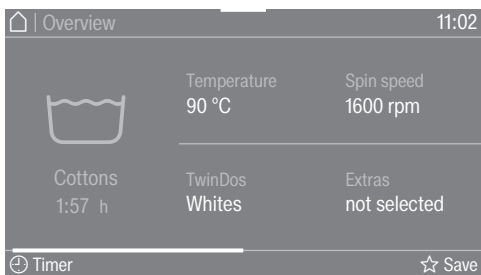 | Overview 11:02
Temperature Spin speed
90 °C 1600 rpm
Cottons TwinDos Extras
1:57 h Whites not selected
Timer Save